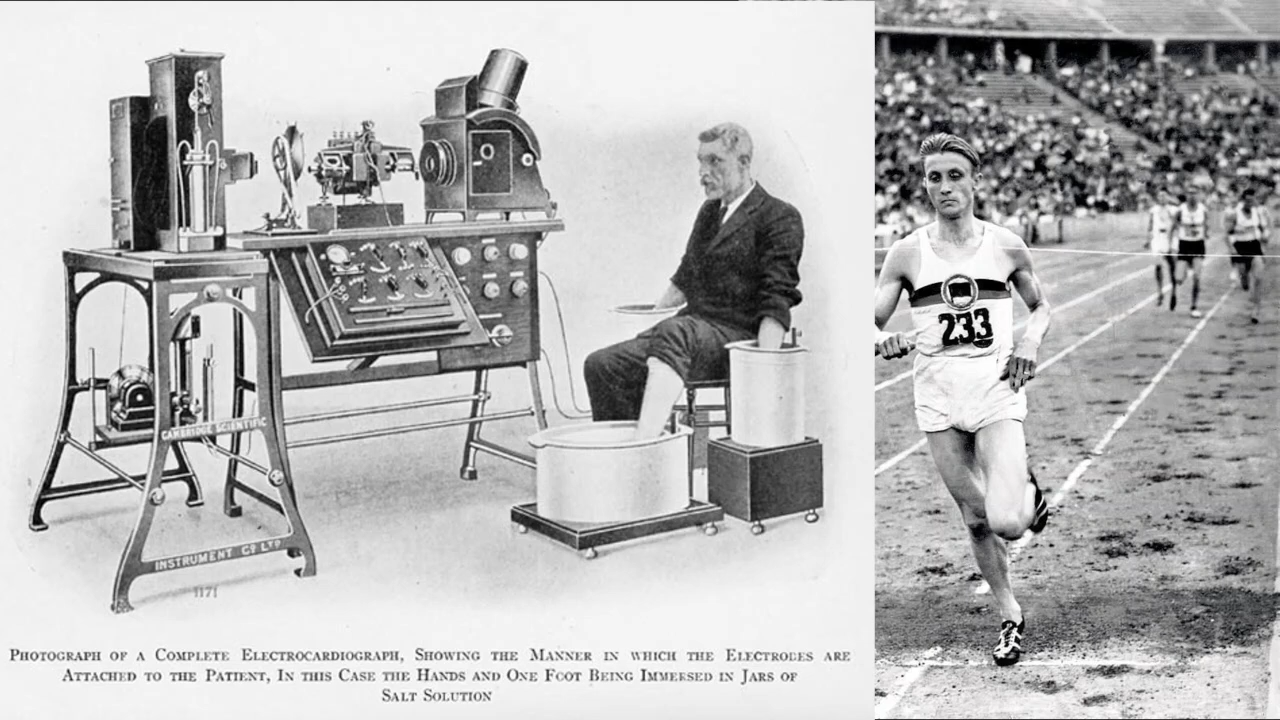 CAMBRIDGE SCIENTIFIC
INSTRUMENT Co LTD
1171
PHOTOGRAPH OF A COMPLETE ELECTROCARDIOGRAPH, SHOWING THE MANNER IN WHICH THE ELECTRODES ARE
ATTACHED TO THE PATIENT, IN THIS CASE THE HANDS AND ONE FOOT BEING IMMERSED IN JARS OF
SALT SOLUTION
233